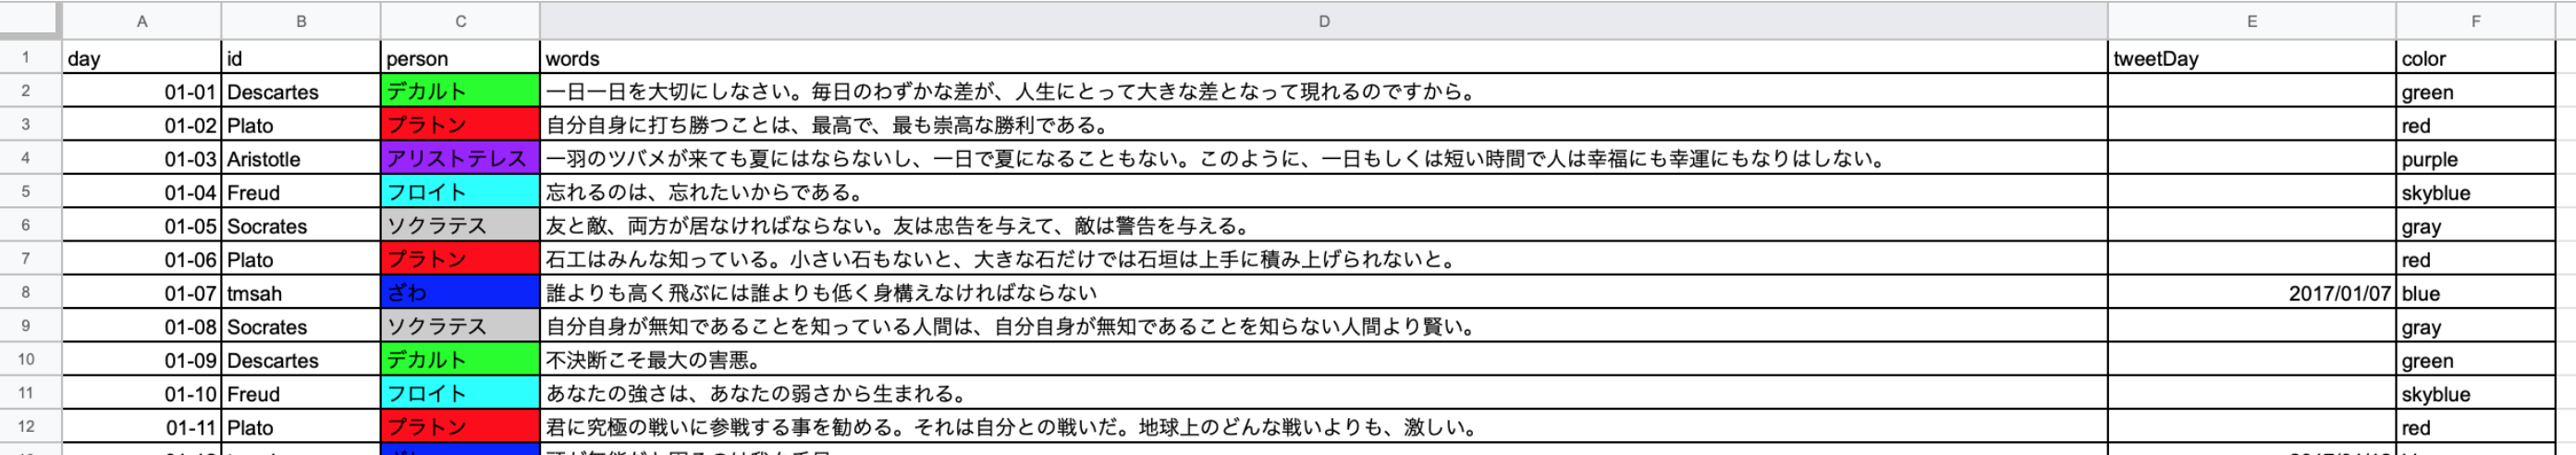 A B C D E F
1 day id person words tweetDay color
2 01-01 Descartes デカルト 一日一日を大切にしなさい。毎日のわずかな差が、人生にとって大きな差となって現れるのですから。 green
3 01-02 Plato プラトン 自分自身に打ち勝つことは、最高で、最も崇高な勝利である。 red
4 01-03 Aristotle アリストテレス 一羽のツバメが来ても夏にはならないし、一日で夏になることもない。このように、一日もしくは短い時間で人は幸福にも幸運にもなりはしない。 purple
5 01-04 Freud フロイト 忘れるのは、忘れたいからである。 skyblue
6 01-05 Socrates ソクラテス 友と敵、両方が居なければならない。友は忠告を与えて、敵は警告を与える。 gray
7 01-06 Plato プラトン 石工はみんな知っている。小さい石もないと、大きな石だけでは石垣は上手に積み上げられないと。 red
8 01-07 tmsah ざわ 誰よりも高く飛ぶには誰よりも低く身構えなければならない 2017/01/07 blue
9 01-08 Socrates ソクラテス 自分自身が無知であることを知っている人間は、自分自身が無知であることを知らない人間より賢い。 gray
10 01-09 Descartes デカルト 不決断こそ最大の害悪。 green
11 01-10 Freud フロイト あなたの強さは、あなたの弱さから生まれる。 skyblue
12 01-11 Plato プラトン 君に究極の戦いに参戦する事を勧める。それは自分との戦いだ。地球上のどんな戦いよりも、激しい。 red